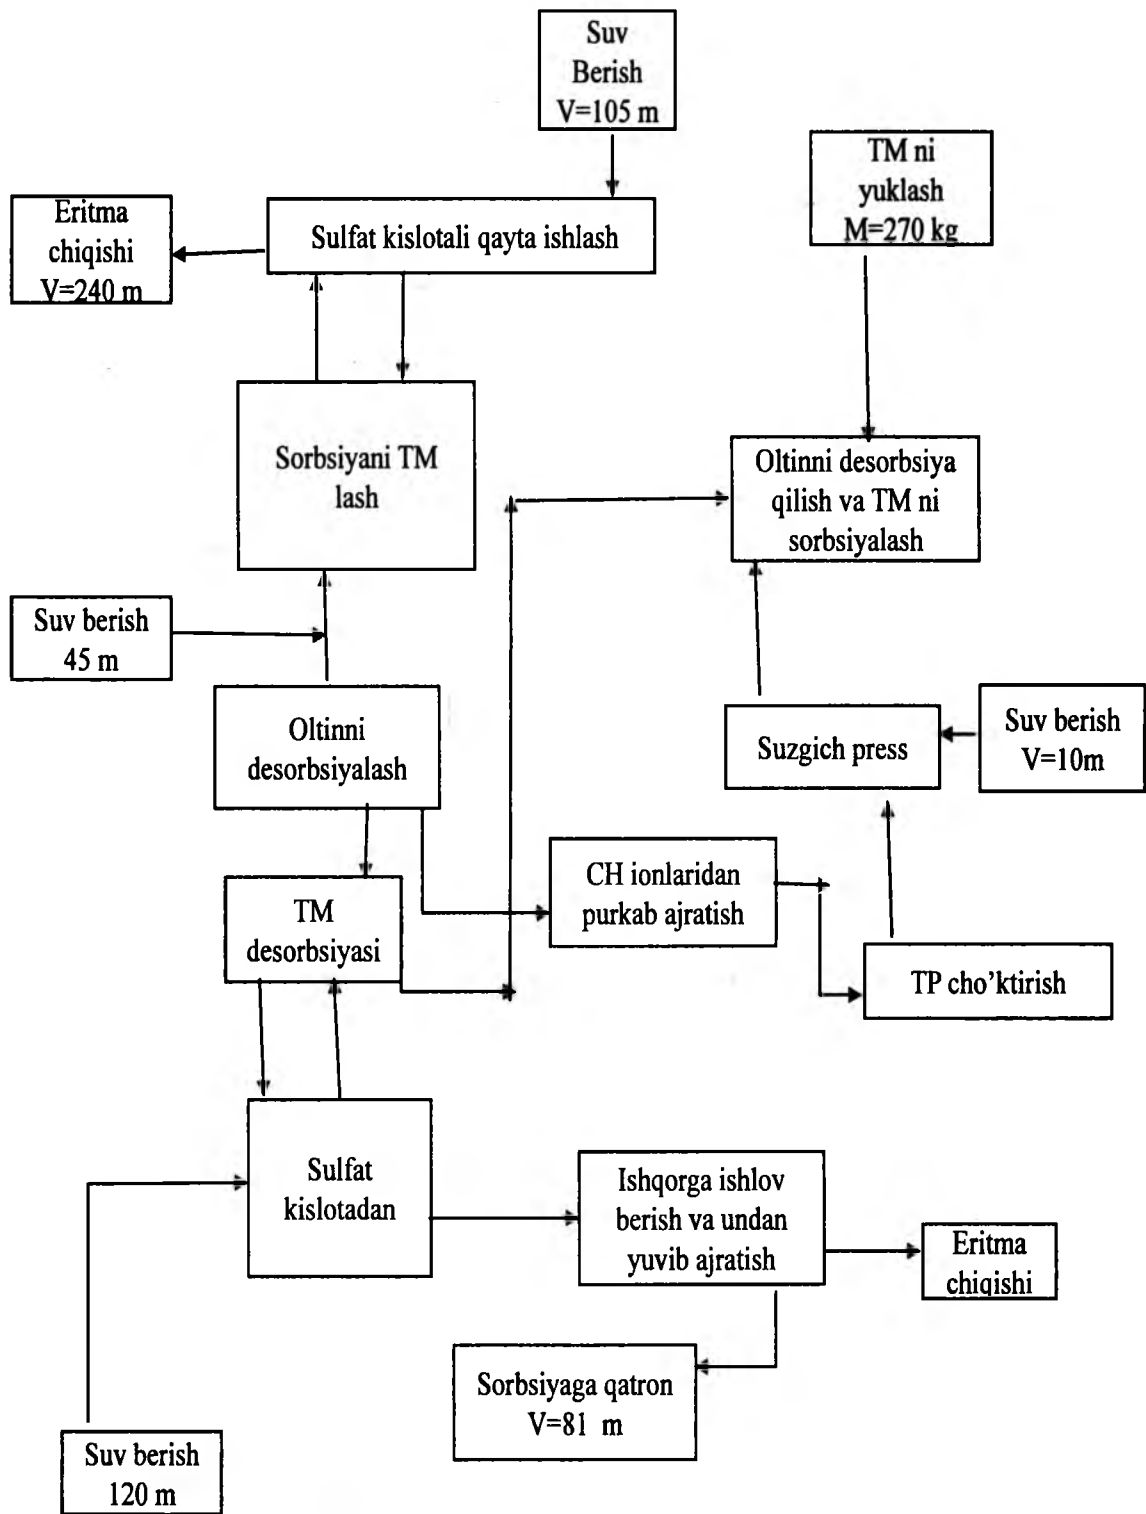 Suv
Berish
V=105 m
TM ni
yuklash
M=270 kg
Eritma
chiqishi
V=240 m
Sulfat kislotali qayta ishlash
Sorbsiyani TM
lash
Oltinni desorbsiya
qilish va TM ni
sorbsiyalash
Suv berish
45 m
Oltinni
desorbsiyalash
Suzgich press
Suv berish
V=10m
CH ionlaridan
purkab ajratish
TM
desorbsiyasi
TP cho'ktirish
Sulfat
kislotadan
Ishqorga ishlov
berish va undan
yuvib ajratish
Eritma
chiqishi
Sorbsiyaga qatron
V=81 m
Suv berish
120 m